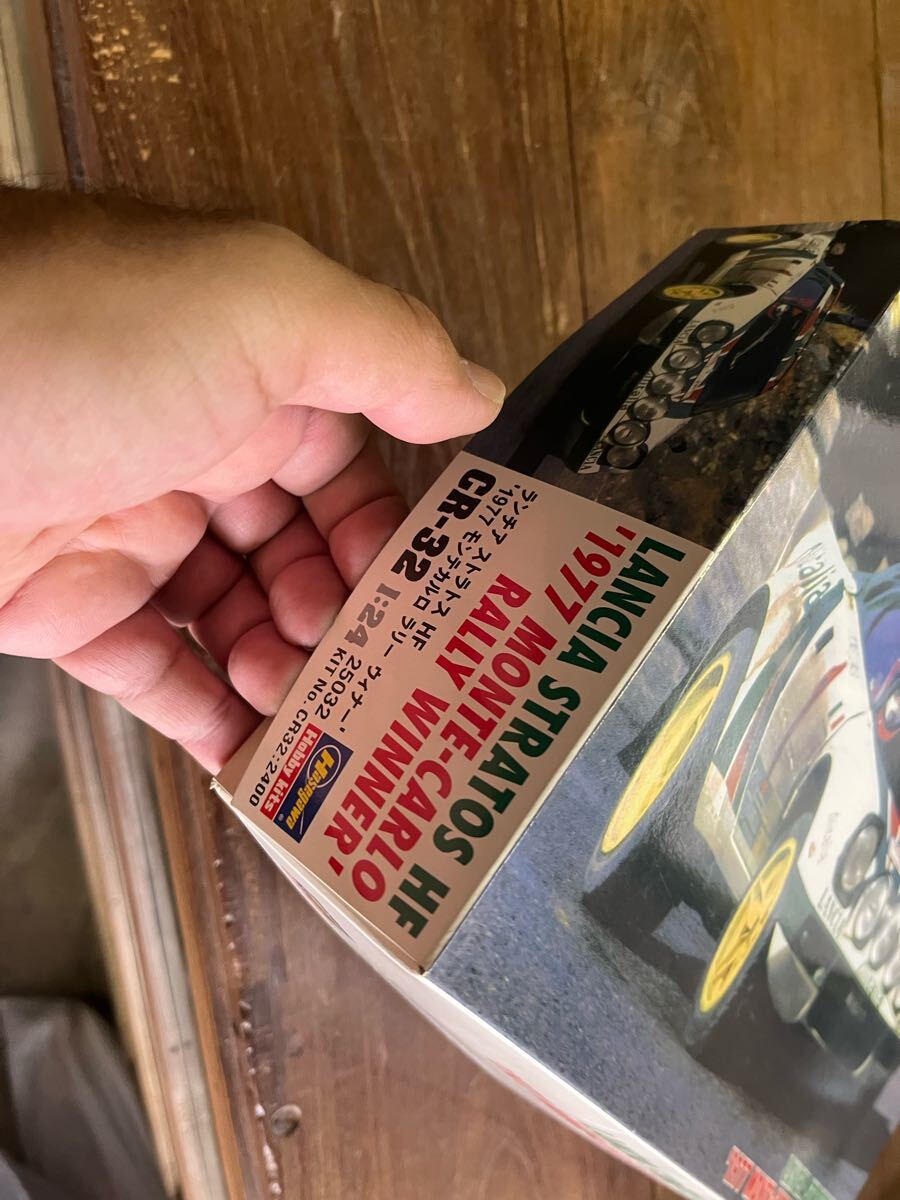 LANCIA STRATOS HF
'1977 MONTE-CARLO
RALLY WINNER'
ランチア ストラトス HF
'1977 モンテカルロ ラリー ウィナー'
CR-32 1:24 25032
KIT No. CR32:2400
Hasegawa
Hobby kits
Alitalia